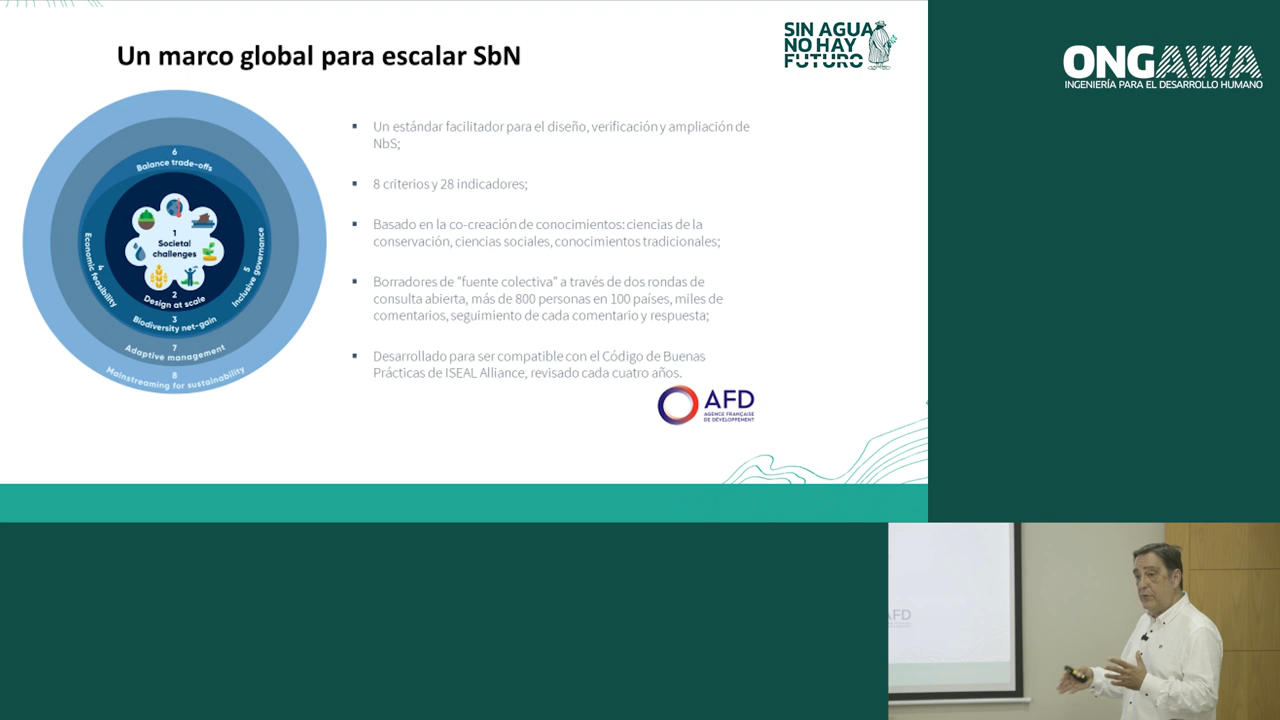 Un marco global para escalar SbN
SIN AGUA
NO HAY
FUTURO
ONGAWA
INGENIERÍA PARA EL DESARROLLO HUMANO
6
Balance trade-offs
1
Societal
challenges
4
Economic feasibility
5
Inclusive governance
2
Design at scale
3
Biodiversity net-gain
7
Adaptive management
8
Mainstreaming for sustainability
▪ Un estándar facilitador para el diseño, verificación y ampliación de
NbS;
▪ 8 criterios y 28 indicadores;
▪ Basado en la co-creación de conocimientos: ciencias de la
conservación, ciencias sociales, conocimientos tradicionales;
▪ Borradores de "fuente colectiva" a través de dos rondas de
consulta abierta, más de 800 personas en 100 países, miles de
comentarios, seguimiento de cada comentario y respuesta;
▪ Desarrollado para ser compatible con el Código de Buenas
Prácticas de ISEAL Alliance, revisado cada cuatro años.
AFD
AGENCE FRANÇAISE
DE DÉVELOPPEMENT
AFD